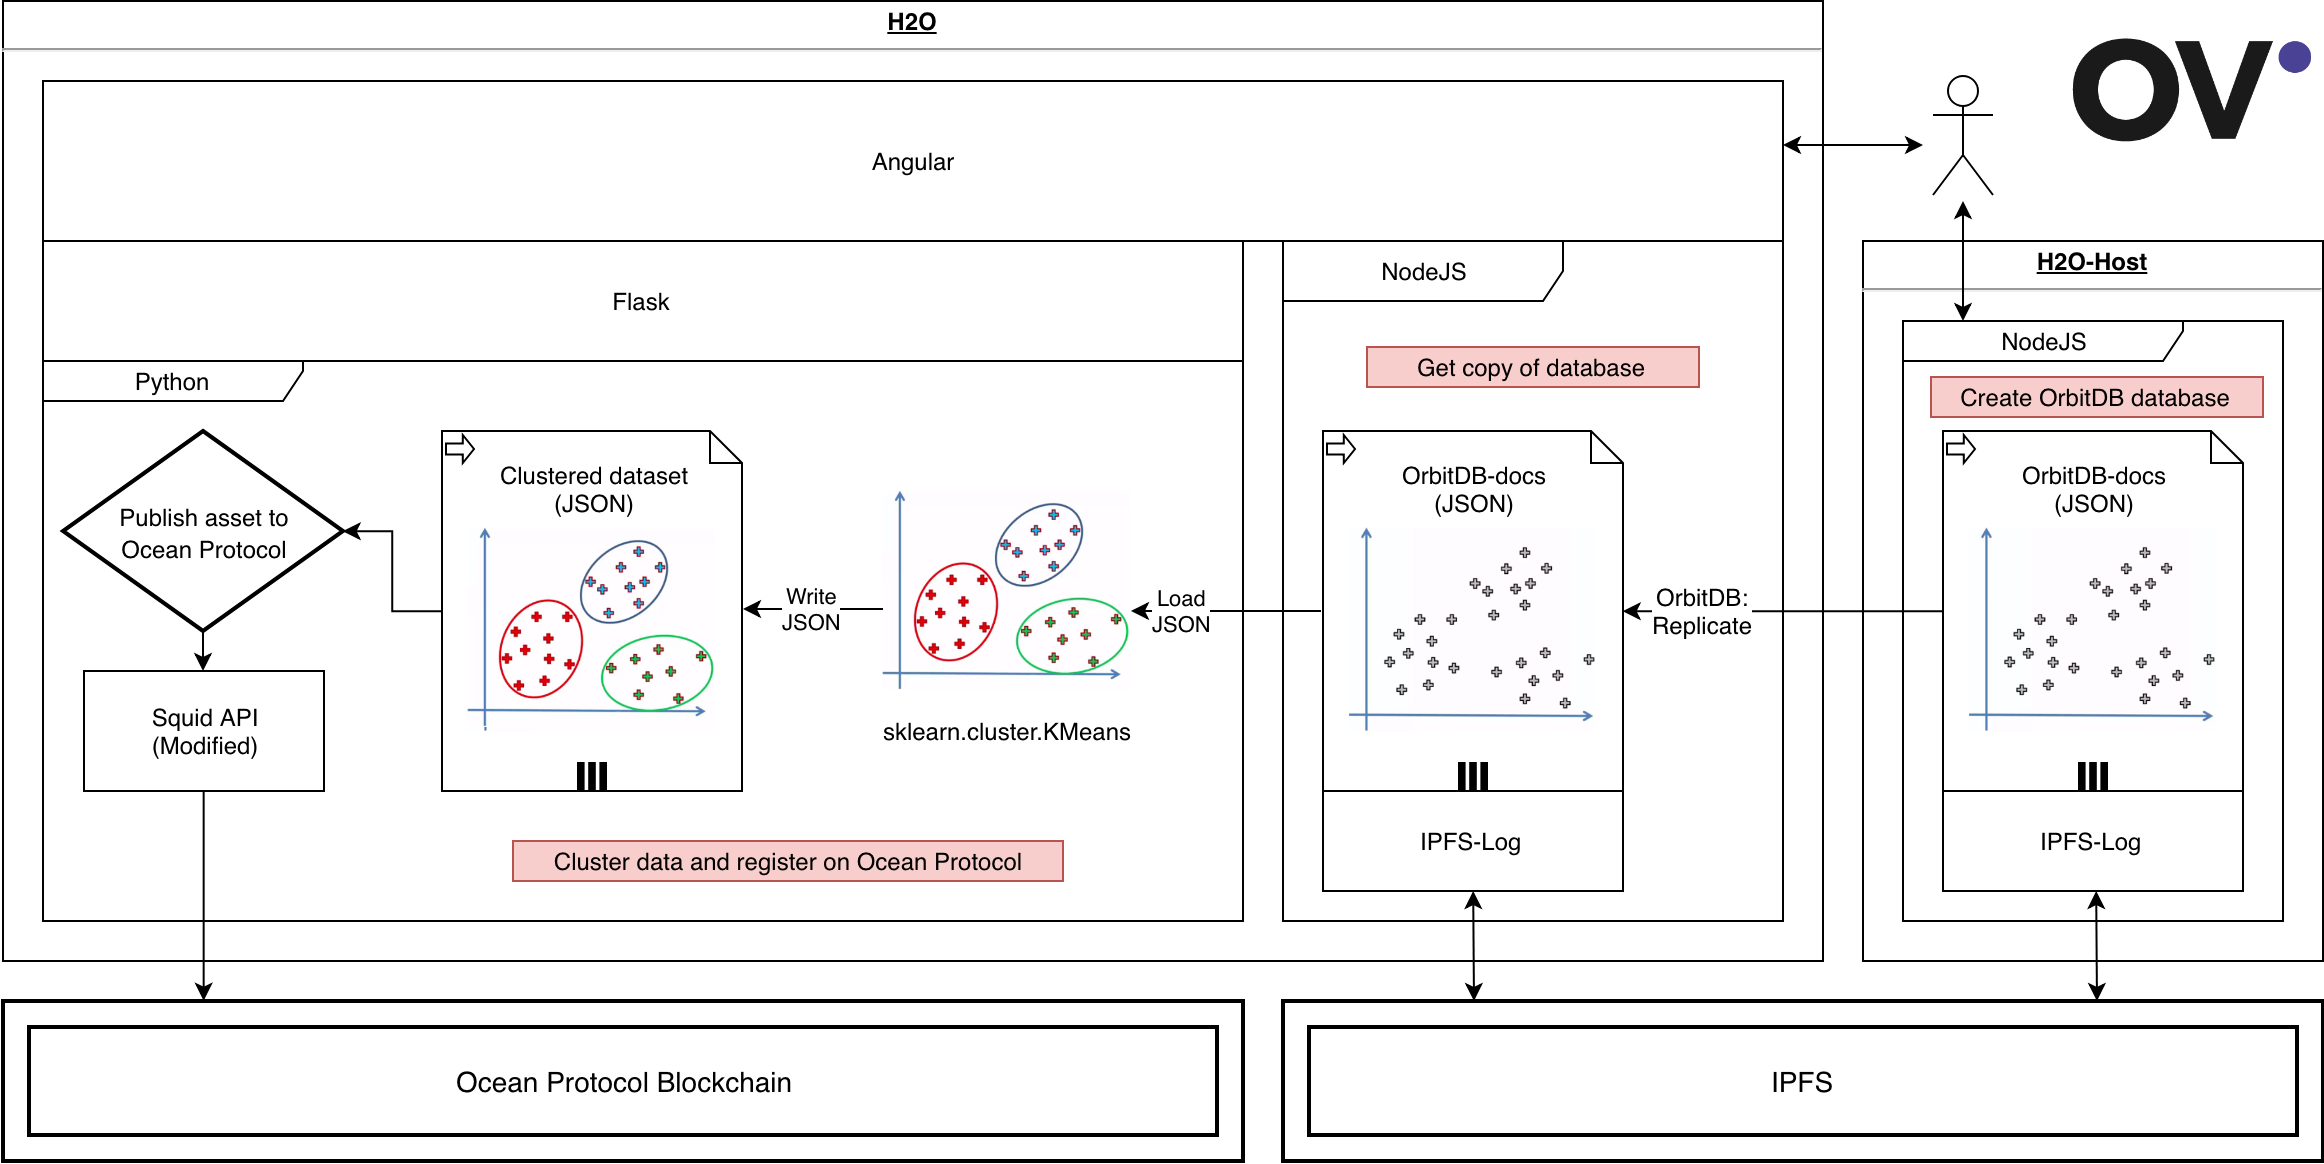 H2O
OV
Angular
H2O-Host
Flask
NodeJS
NodeJS
Python
Get copy of database
Create OrbitDB database
Publish asset to
Ocean Protocol
Clustered dataset
(JSON)
Write
JSON
sklearn.cluster.KMeans
Load
JSON
OrbitDB-docs
(JSON)
OrbitDB:
Replicate
OrbitDB-docs
(JSON)
Squid API
(Modified)
Cluster data and register on Ocean Protocol
IPFS-Log
IPFS-Log
Ocean Protocol Blockchain
IPFS